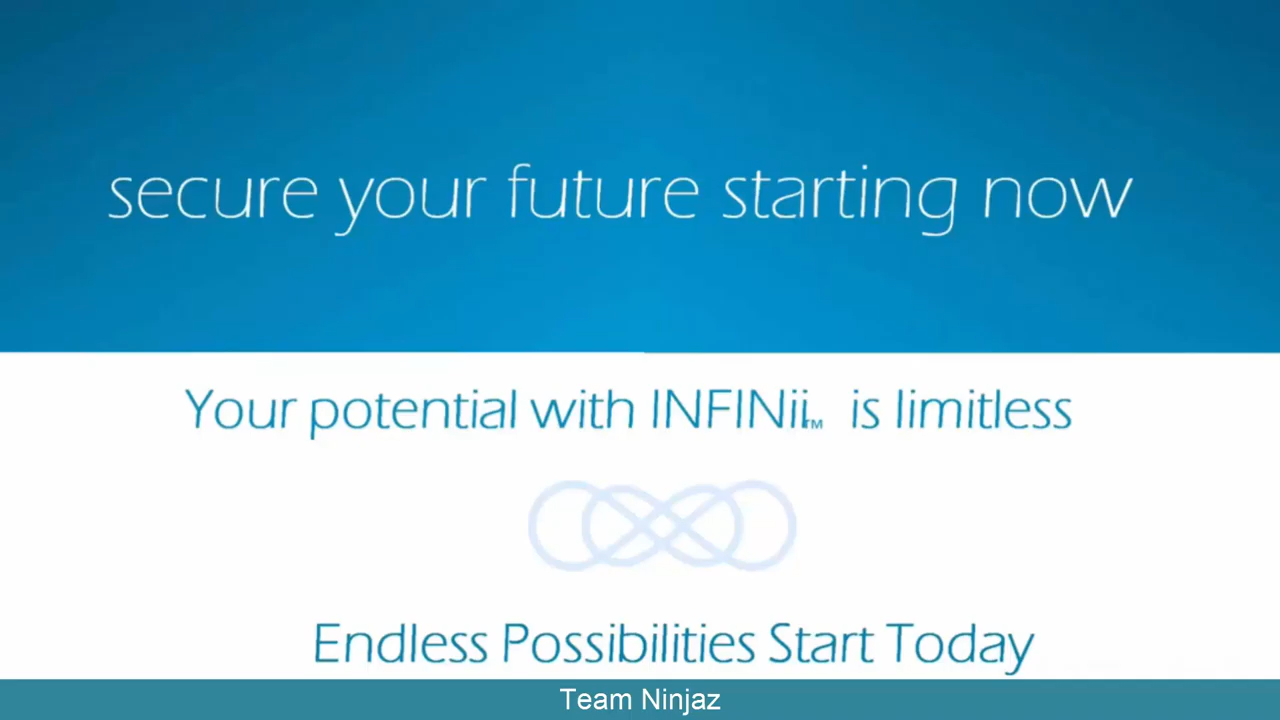 secure your future starting now
Your potential with INFINii™ is limitless
Endless Possibilities Start Today
Team Ninjaz